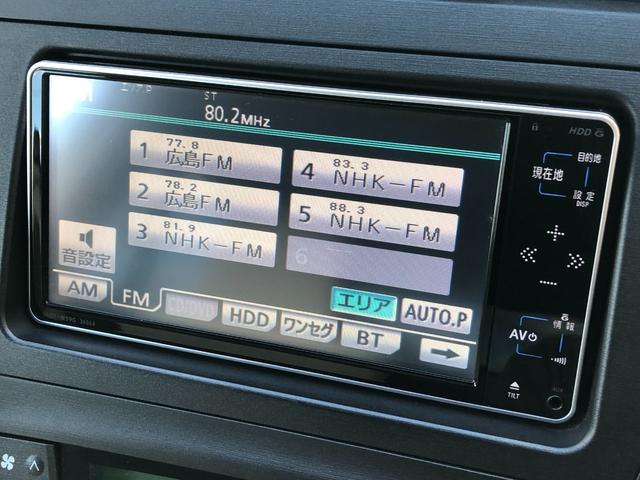 ST
80.2MHz
1 77.8 広島FM
2 78.2 広島FM
3 81.9 NHK-FM
4 83.3 NHK-FM
5 88.3 NHK-FM
6
音設定
エリア AUTO.P
AM FM CD/DVD HDD ワンセグ BT
HDD
目的地
現在地
設定
DISP
情報
AV
TILT
AUX